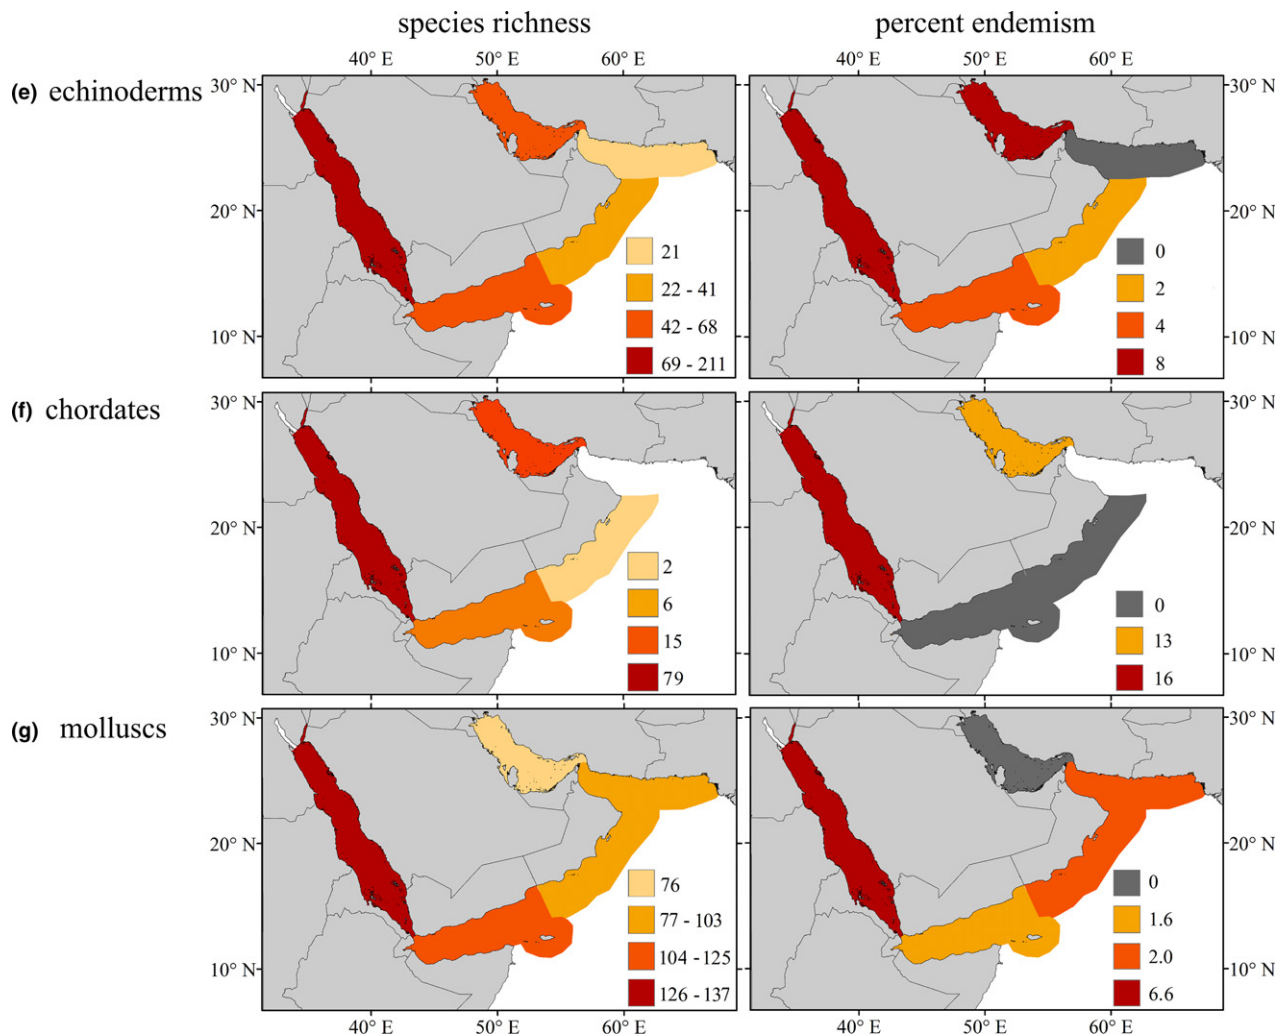 species richness
percent endemism
40° E 50° E 60° E
40° E 50° E 60° E
(e) echinoderms
30° N
20° N
10° N
21
22 - 41
42 - 68
69 - 211
0
2
4
8
30° N
20° N
10° N
(f) chordates
30° N
20° N
10° N
2
6
15
79
0
13
16
30° N
20° N
10° N
(g) molluscs
30° N
20° N
10° N
76
77 - 103
104 - 125
126 - 137
0
1.6
2.0
6.6
30° N
20° N
10° N
40° E 50° E 60° E
40° E 50° E 60° E